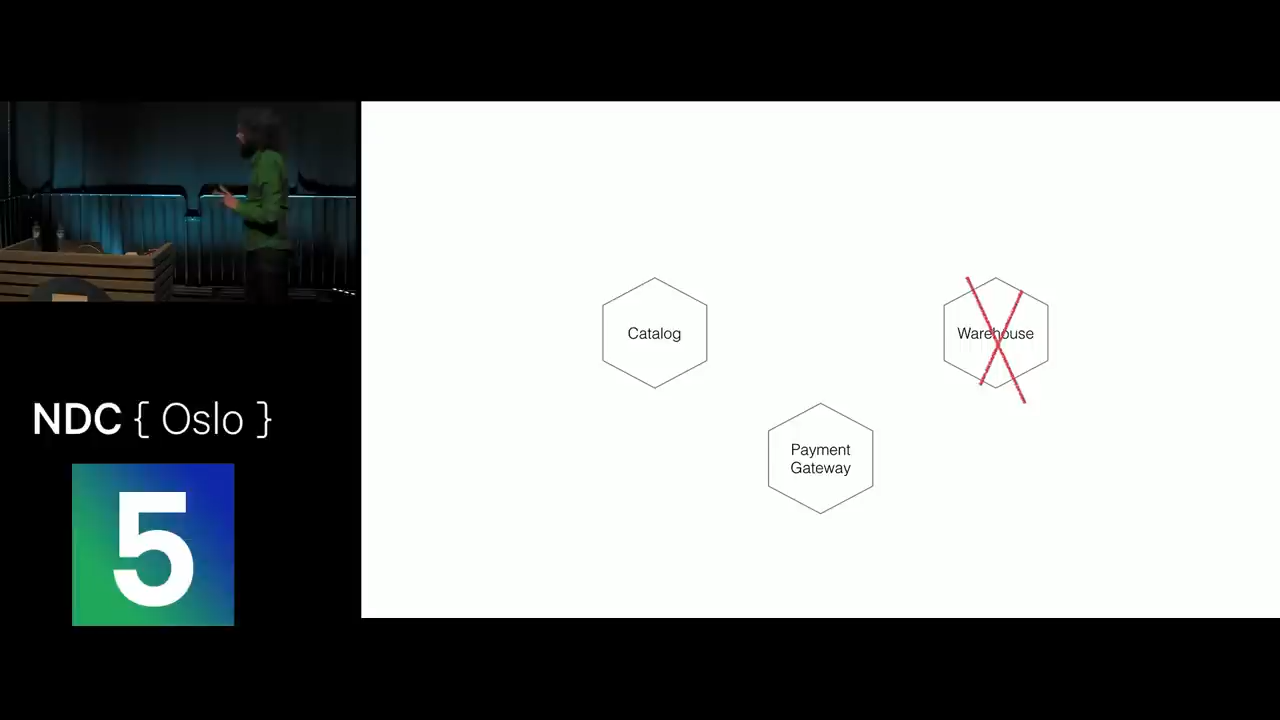 NDC { Oslo }
5
Catalog
Warehouse
Payment
Gateway